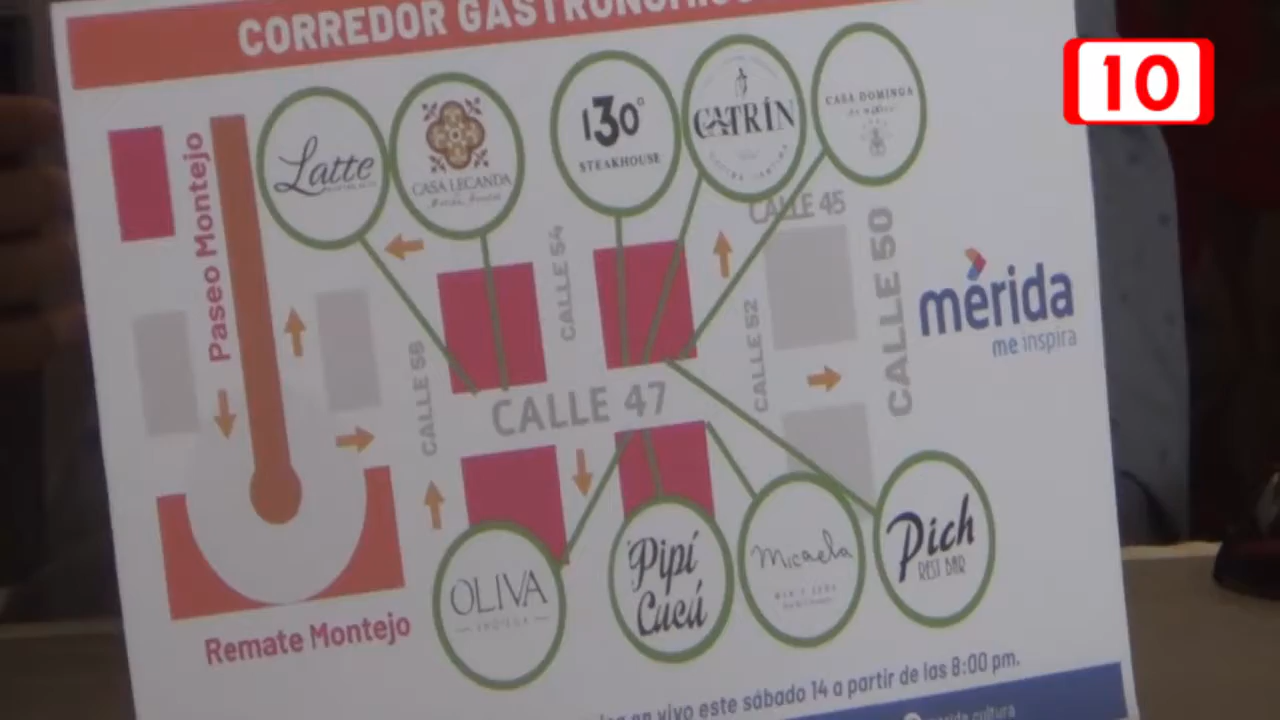 CORREDOR
10
Paseo Montejo
Latte
CASA LECANDA
130°
STEAKHOUSE
CATRÍN
CASA DOMINGA
CALLE 45
CALLE 54
CALLE 50
CALLE 52
mérida
me inspira
CALLE 56
CALLE 47
OLIVA
Pipí
Cucú
Micaela
Pich
REST BAR
Remate Montejo
en vivo este sábado 14 a partir de las 8:00 pm.